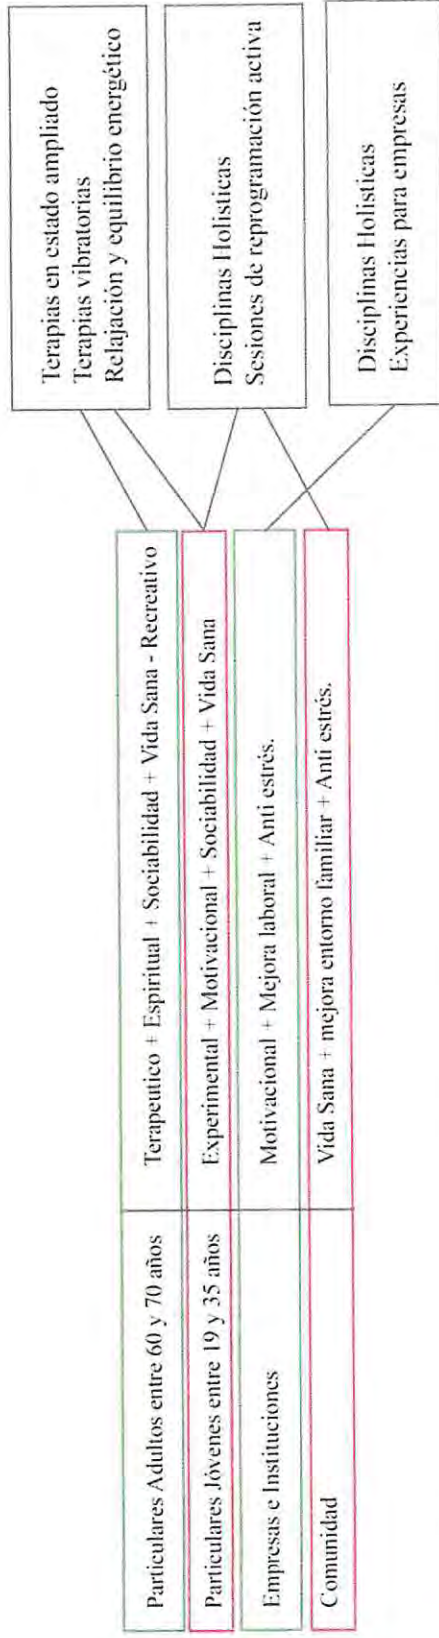 Particulares Adultos entre 60 y 70 años
Terapeutico + Espiritual + Sociabilidad + Vida Sana - Recreativo
Particulares Jóvenes entre 19 y 35 años
Experimental + Motivacional + Sociabilidad + Vida Sana
Empresas e Instituciones
Motivacional + Mejora laboral + Anti estrés.
Comunidad
Vida Sana + mejora entorno familiar + Anti estrés.
Terapias en estado ampliado
Terapias vibratorias
Relajación y equilibrio energético
Disciplinas Holisticas
Sesiones de reprogramación activa
Disciplinas Holisticas
Experiencias para empresas